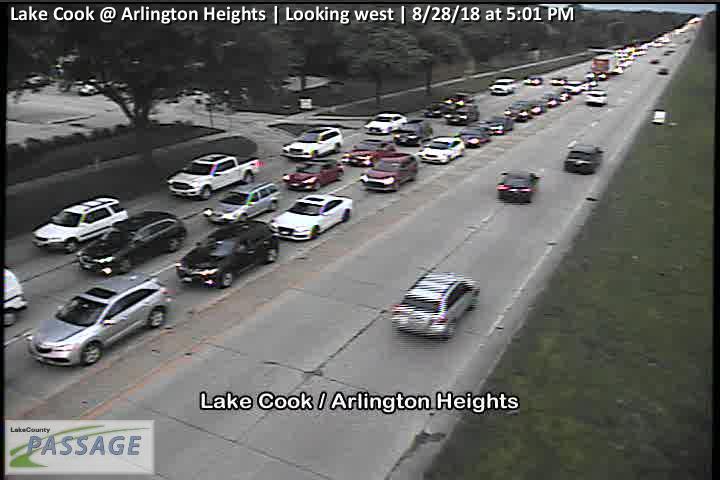 Lake Cook @ Arlington Heights | Looking west | 8/28/18 at 5:01 PM
Lake Cook / Arlington Heights
LakeCounty
PASSAGE